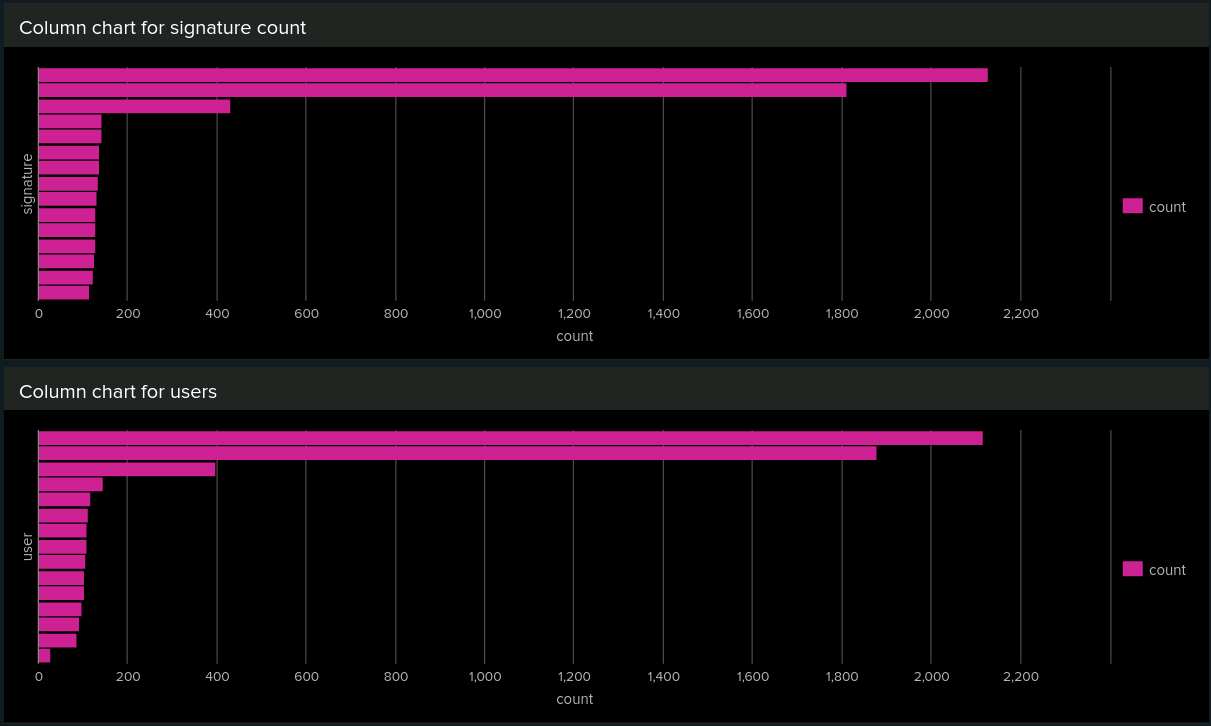 Column chart for signature count
signature
count
0 200 400 600 800 1,000 1,200 1,400 1,600 1,800 2,000 2,200
count
Column chart for users
user
count
0 200 400 600 800 1,000 1,200 1,400 1,600 1,800 2,000 2,200
count